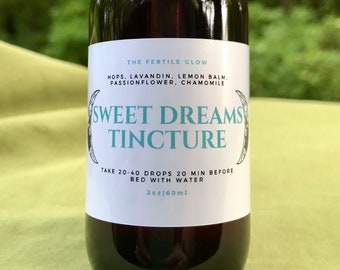 THE FERTILE GLOW
HOPS, LAVANDIN, LEMON BALM,
PASSIONFLOWER, CHAMOMILE
SWEET DREAMS
TINCTURE
TAKE 20-40 DROPS 20 MIN BEFORE
BED WITH WATER
2oz|60ml